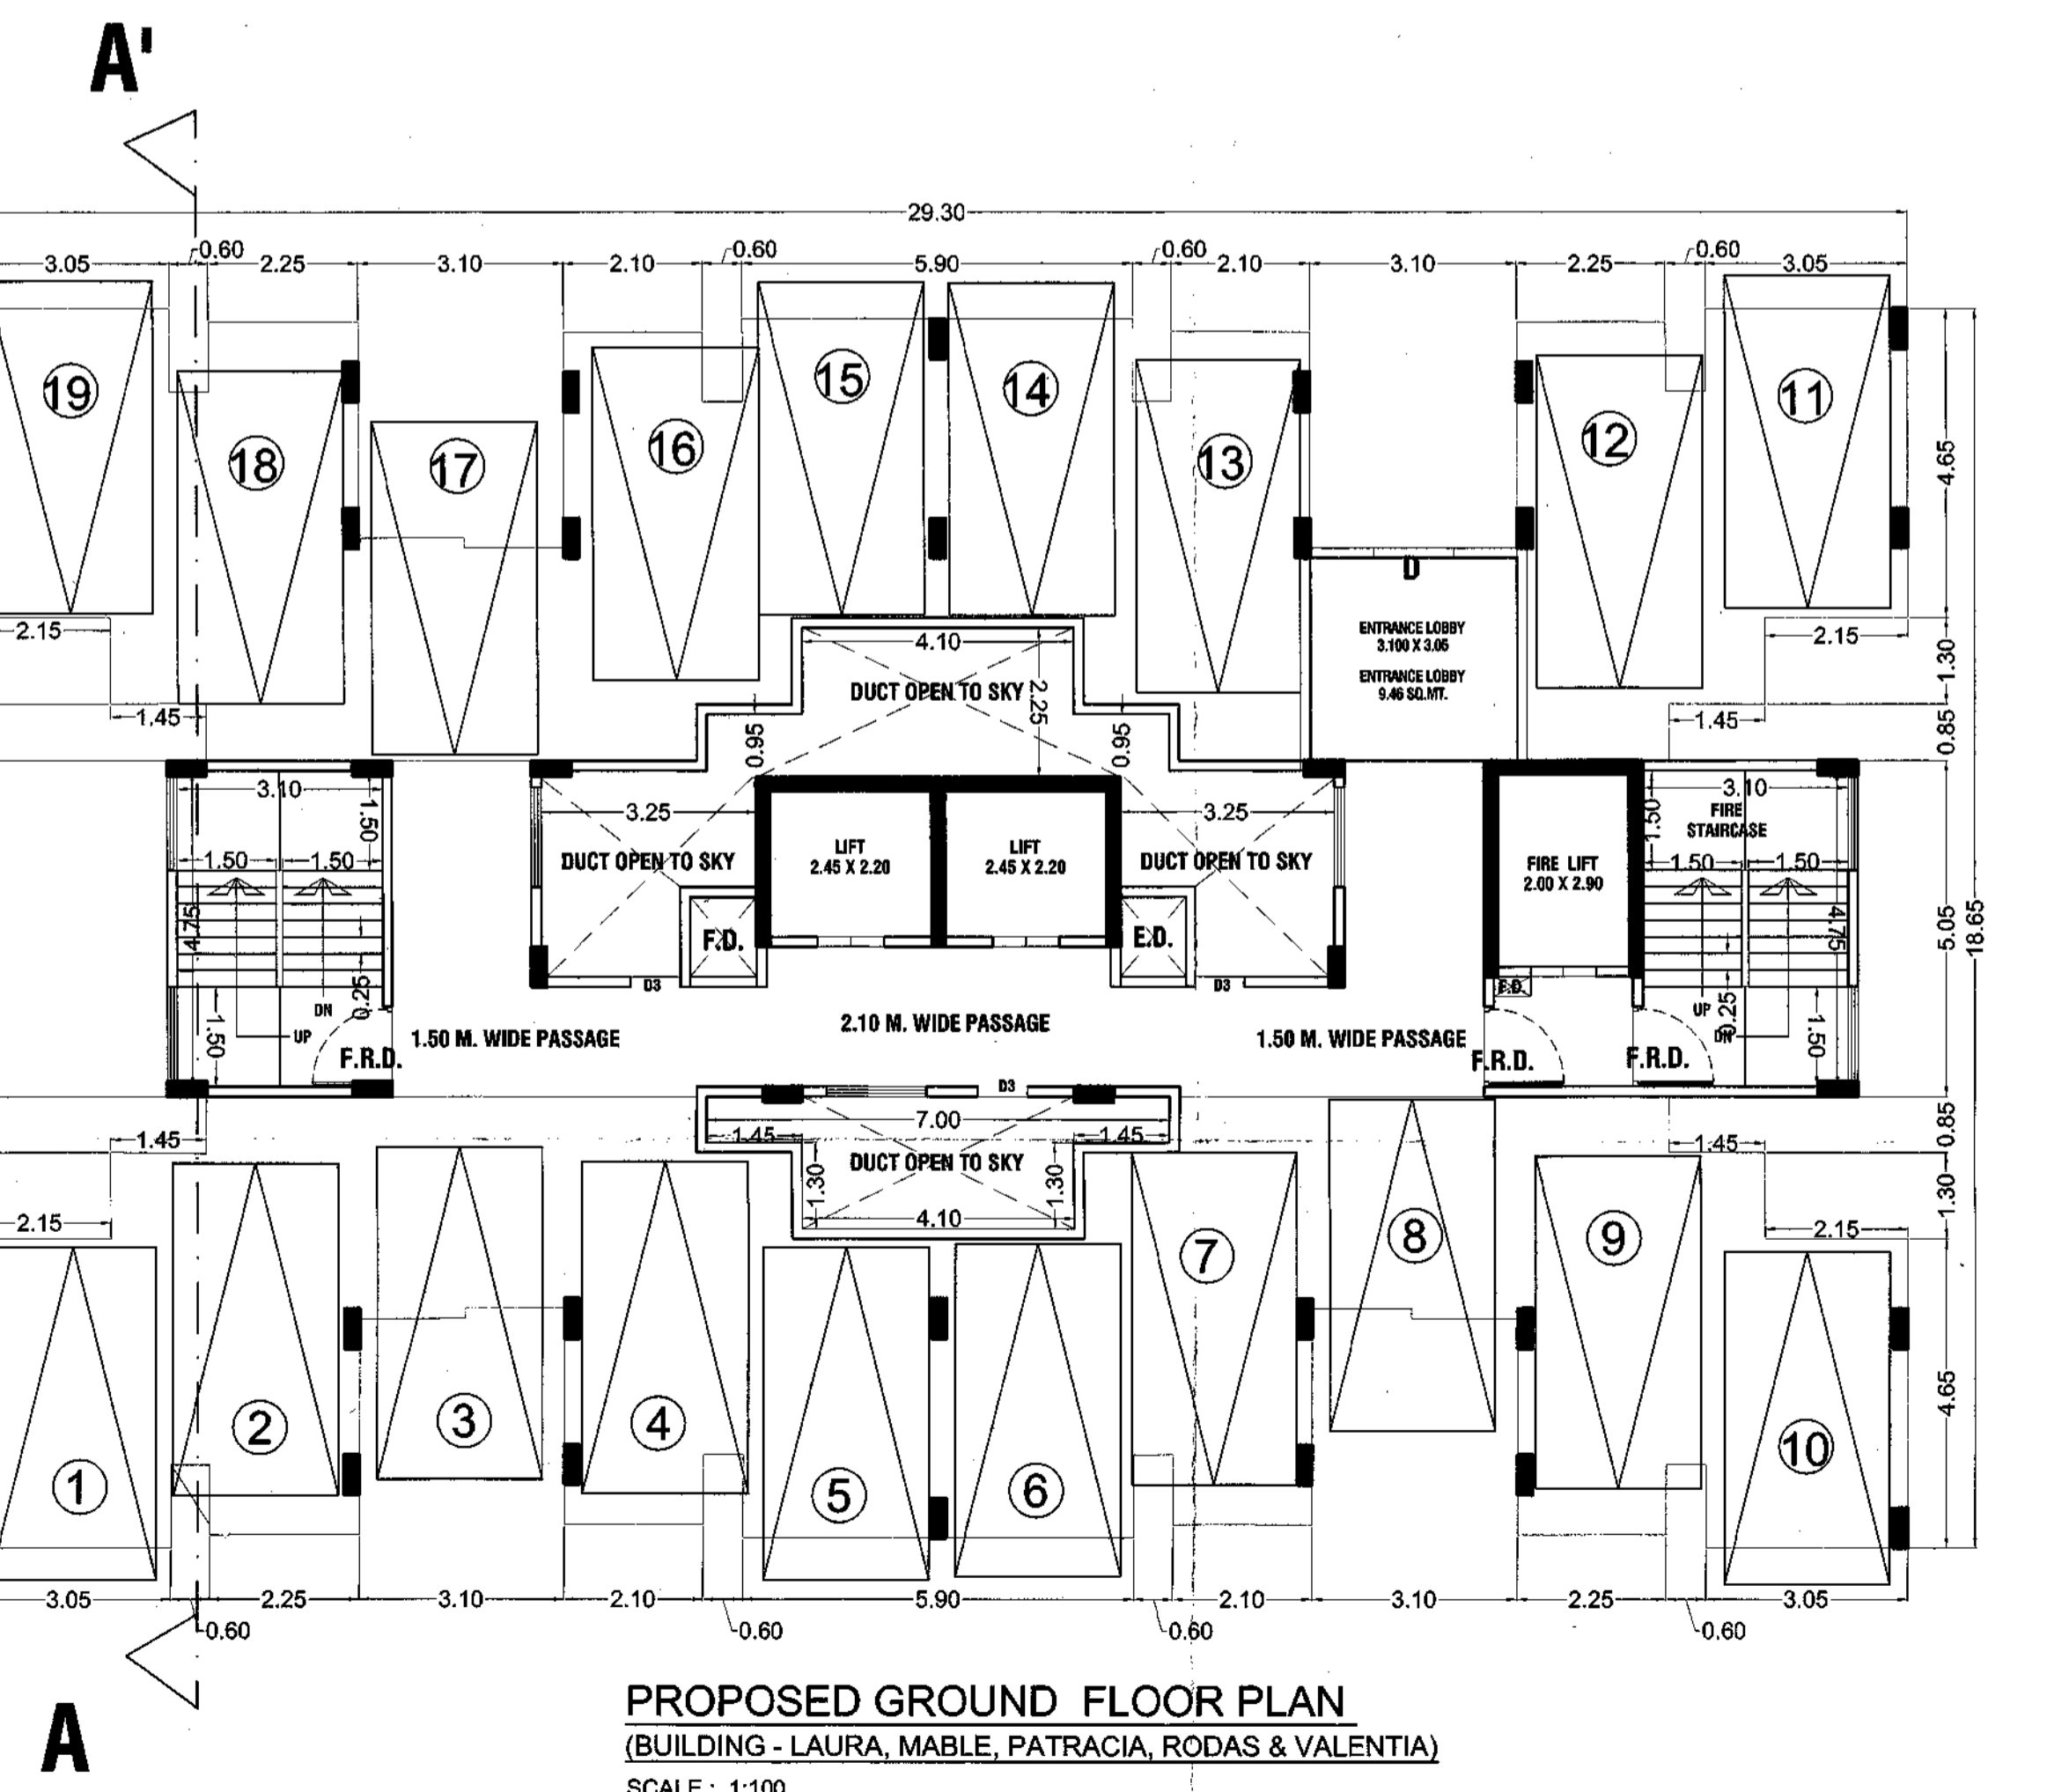 A'
29.30
0.60 0.60 0.60 0.60
3.05 2.25 3.10 2.10 5.90 2.10 3.10 2.25 3.05
19 18 17 16 15 14 13 12 11
4.65
D
ENTRANCE LOBBY
3.100 X 3.05
ENTRANCE LOBBY
9.46 SQ.MT.
2.15 4.10 2.15
1.30
DUCT OPEN TO SKY
2.25
1.45 1.45
0.95 0.95
0.85
3.10 3.10
1.50
FIRE
STAIRCASE
1.50
3.25 3.25
LIFT
2.45 X 2.20
LIFT
2.45 X 2.20
1.50 1.50
DUCT OPEN TO SKY
DUCT OPEN TO SKY
FIRE LIFT
2.00 X 2.90
1.50 1.50
4.75 4.75
5.05
18.65
F.D.
E.D.
D3 D3
F.D.
0.25 0.25
DN
UP
UP
DN
1.50 1.50
F.R.D.
1.50 M. WIDE PASSAGE
2.10 M. WIDE PASSAGE
1.50 M. WIDE PASSAGE
F.R.D.
F.R.D.
D3
7.00
1.45 1.45 1.45 1.45
0.85
DUCT OPEN TO SKY
1.30 1.30
1.30
2.15 4.10 2.15
4.65
1 2 3 4 5 6 7 8 9 10
3.05 2.25 3.10 2.10 5.90 2.10 3.10 2.25 3.05
0.60 0.60 0.60 0.60
A
PROPOSED GROUND FLOOR PLAN
(BUILDING - LAURA, MABLE, PATRACIA, RODAS & VALENTIA)
SCALE : 1:100